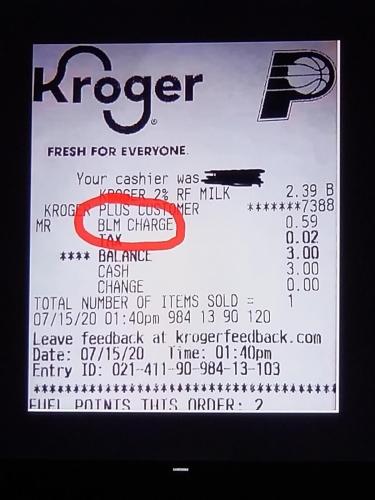 Kroger
®
P
FRESH FOR EVERYONE.
Your cashier was
KROGER 2% RF MILK 2.39 B
KROGER PLUS CUSTOMER *******7388
MR BLM CHARGE 0.59
TAX 0.02
**** BALANCE 3.00
CASH 3.00
CHANGE 0.00
TOTAL NUMBER OF ITEMS SOLD = 1
07/15/20 01:40pm 984 13 90 120
Leave feedback at krogerfeedback.com
Date: 07/15/20 Time: 01:40pm
Entry ID: 021-411-90-984-13-103
************************************
FUEL POINTS THIS ORDER: 2
SAMSUNG